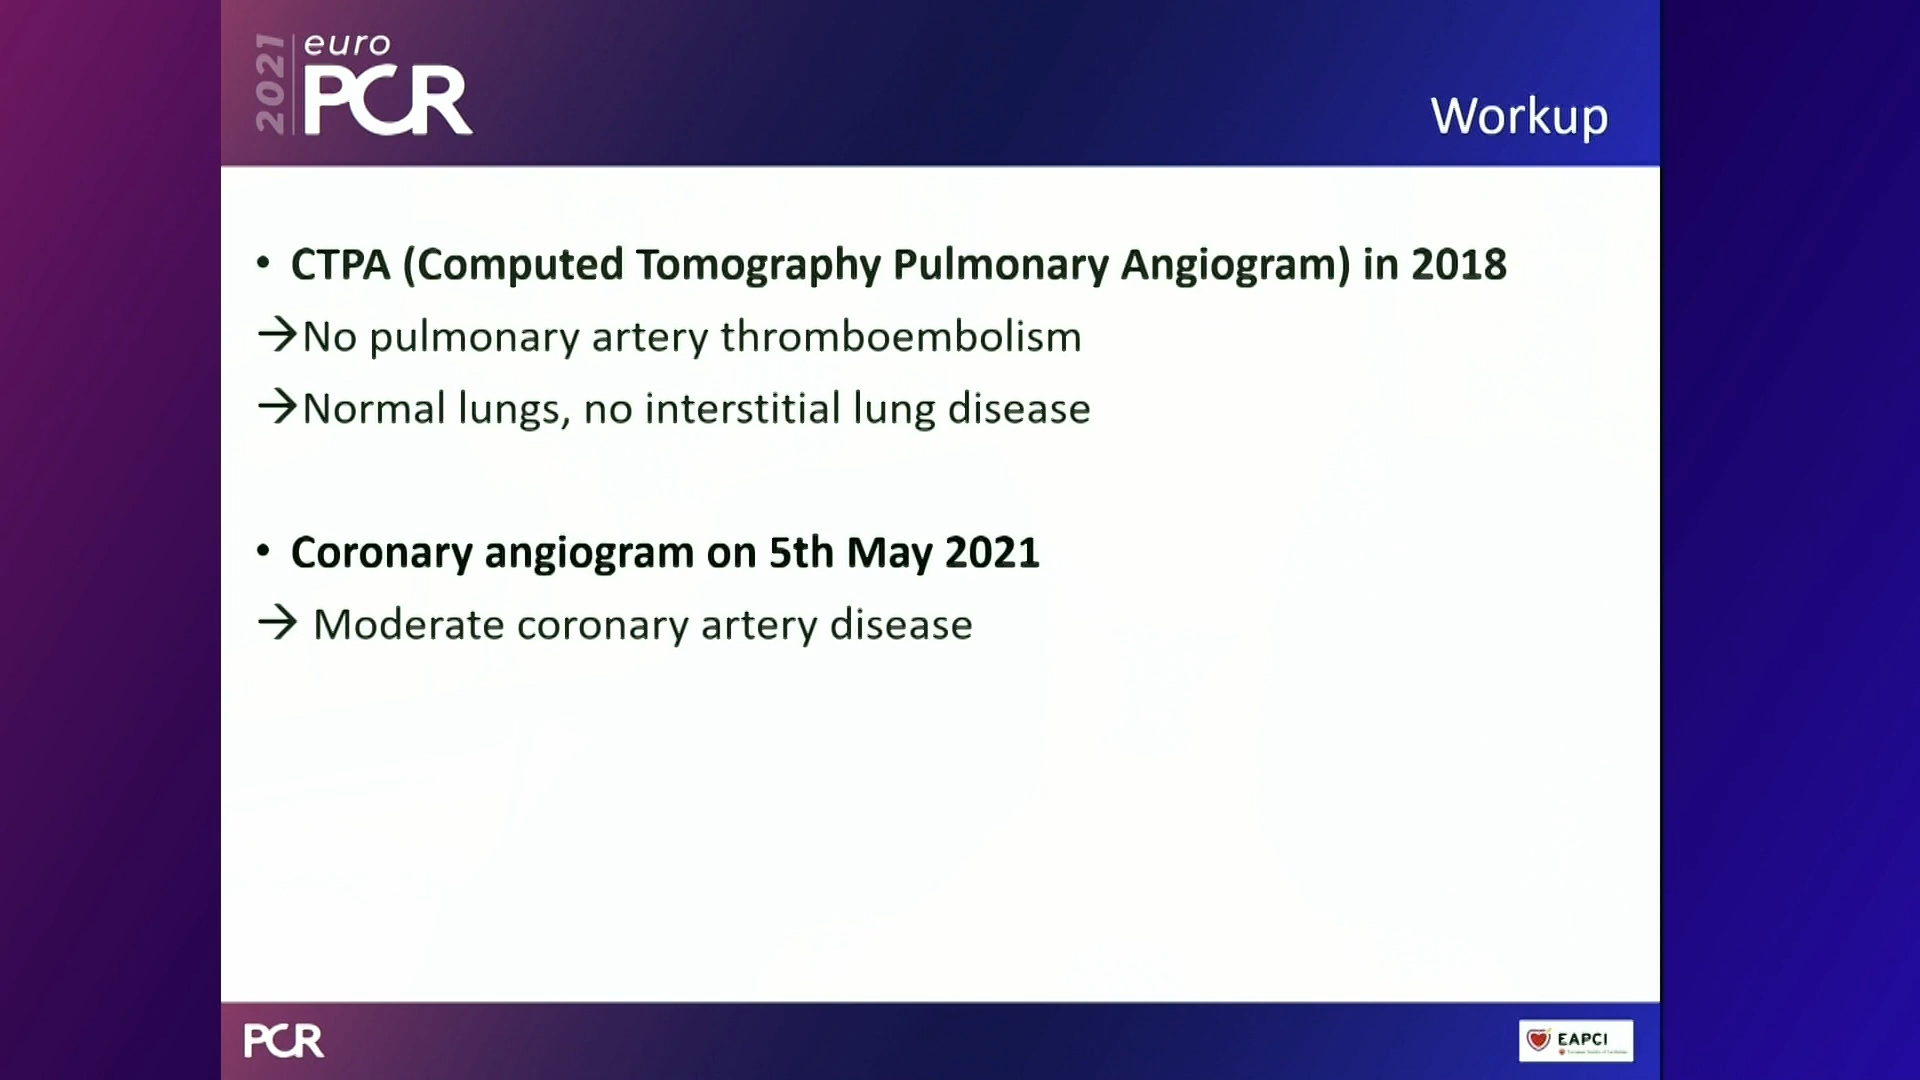 2021
euro
PCR
Workup
• CTPA (Computed Tomography Pulmonary Angiogram) in 2018
→No pulmonary artery thromboembolism
→Normal lungs, no interstitial lung disease
• Coronary angiogram on 5th May 2021
→ Moderate coronary artery disease
PCR
EAPCI